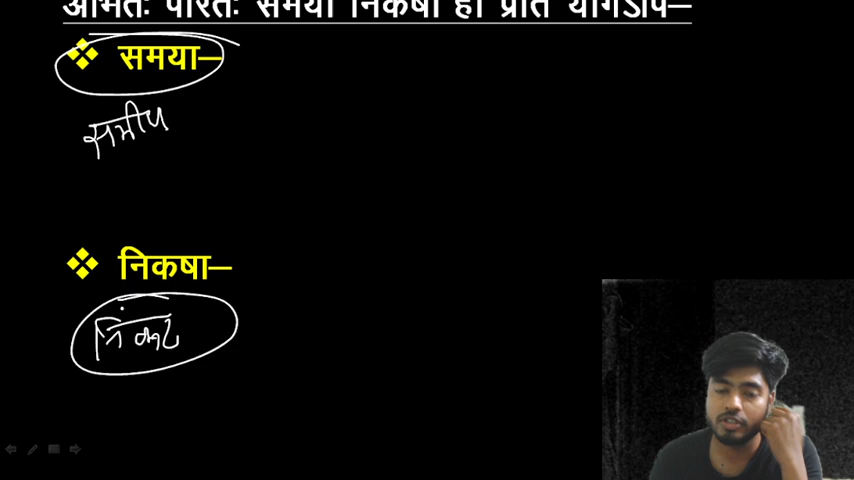 अभितः परितः समया निकषा हा प्रति योगेऽपि–
❖ समया–
समीप
❖ निकषा–
निकट